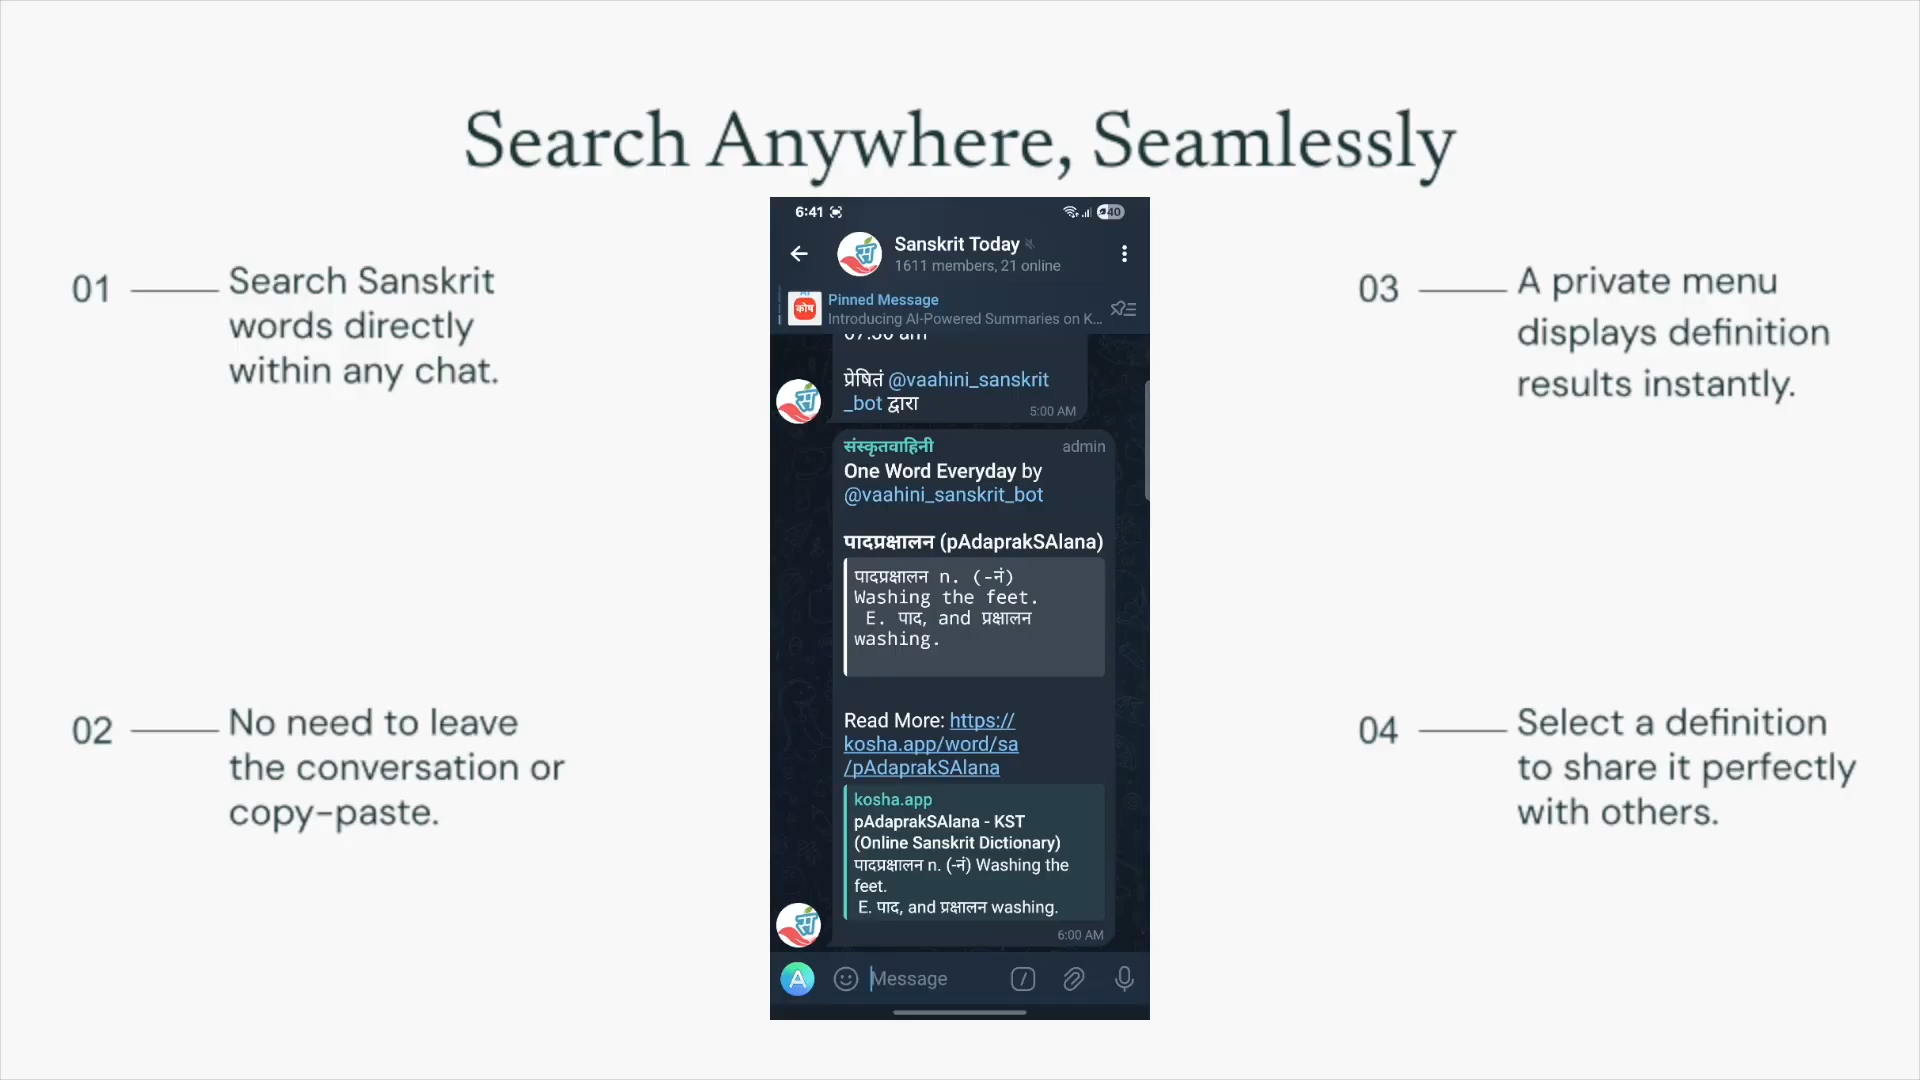 Search Anywhere, Seamlessly
01
Search Sanskrit
words directly
within any chat.
02
No need to leave
the conversation or
copy-paste.
6:41
40
Sanskrit Today
1611 members, 21 online
कोष
Pinned Message
Introducing AI-Powered Summaries on K...
07:30 am
प्रेषितं @vaahini_sanskrit
_bot द्वारा
5:00 AM
संस्कृतवाहिनी admin
One Word Everyday by
@vaahini_sanskrit_bot
पादप्रक्षालन (pAdaprakSAlana)
पादप्रक्षालन n. (-नं)
Washing the feet.
E. पाद, and प्रक्षालन
washing.
Read More: https://
kosha.app/word/sa
/pAdaprakSAlana
kosha.app
pAdaprakSAlana - KST
(Online Sanskrit Dictionary)
पादप्रक्षालन n. (-नं) Washing the
feet.
E. पाद, and प्रक्षालन washing.
6:00 AM
A
Message
03
A private menu
displays definition
results instantly.
04
Select a definition
to share it perfectly
with others.